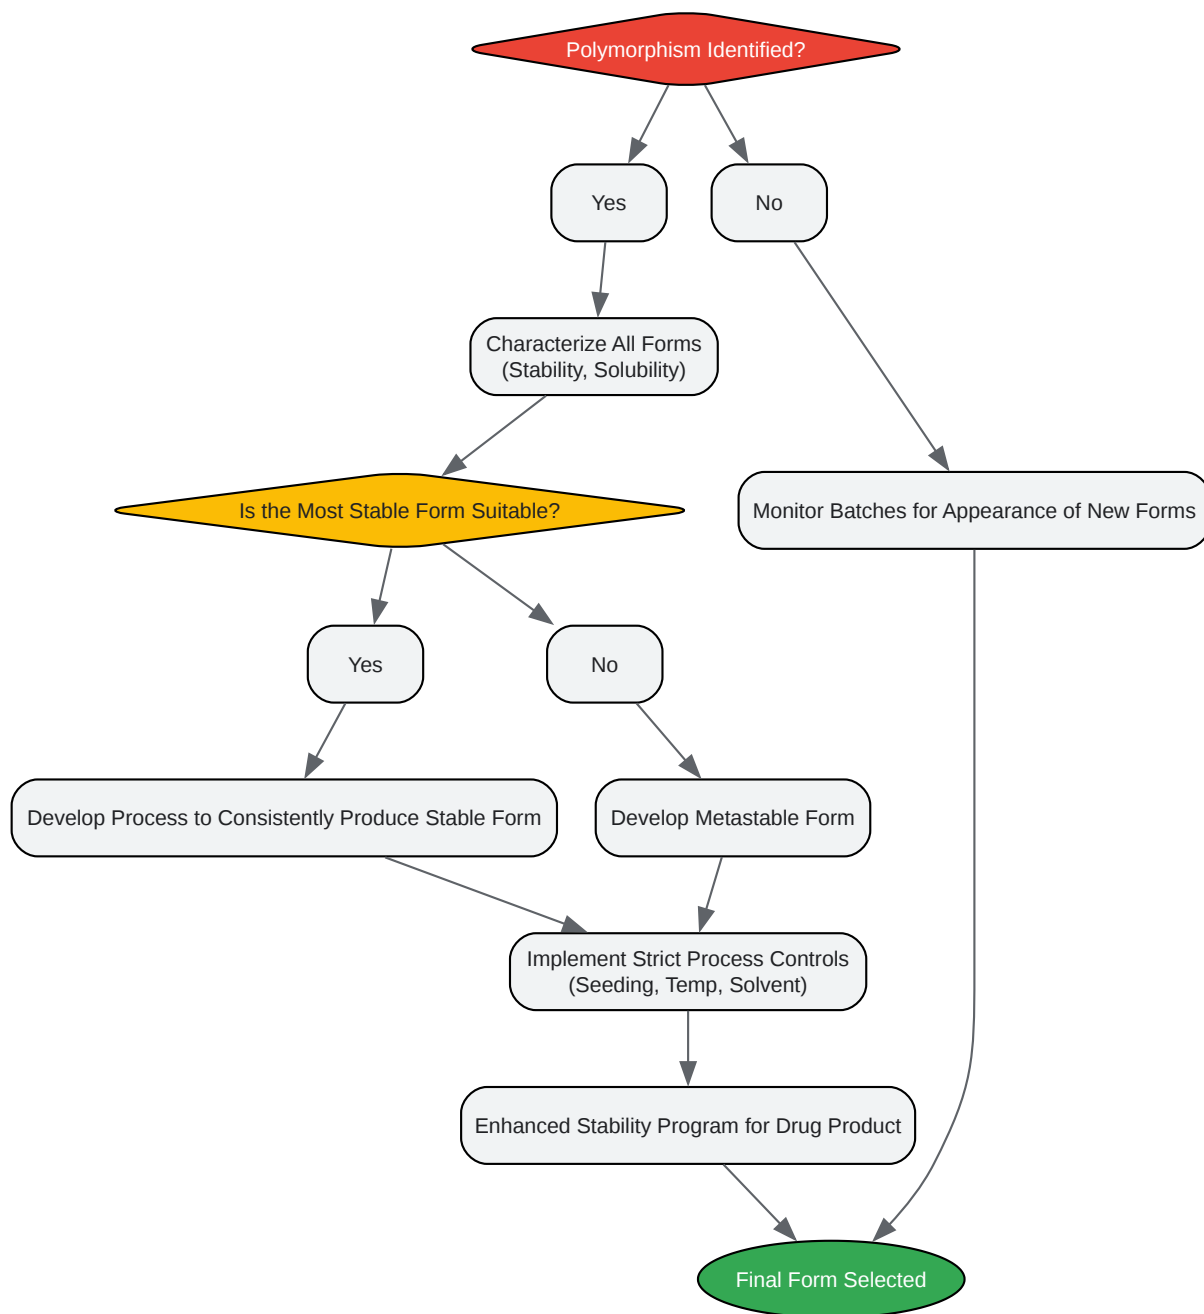 Polymorphism Identified?
Yes
No
Characterize All Forms
(Stability, Solubility)
Is the Most Stable Form Suitable?
Monitor Batches for Appearance of New Forms
Yes
No
Develop Process to Consistently Produce Stable Form
Develop Metastable Form
Implement Strict Process Controls
(Seeding, Temp, Solvent)
Enhanced Stability Program for Drug Product
Final Form Selected